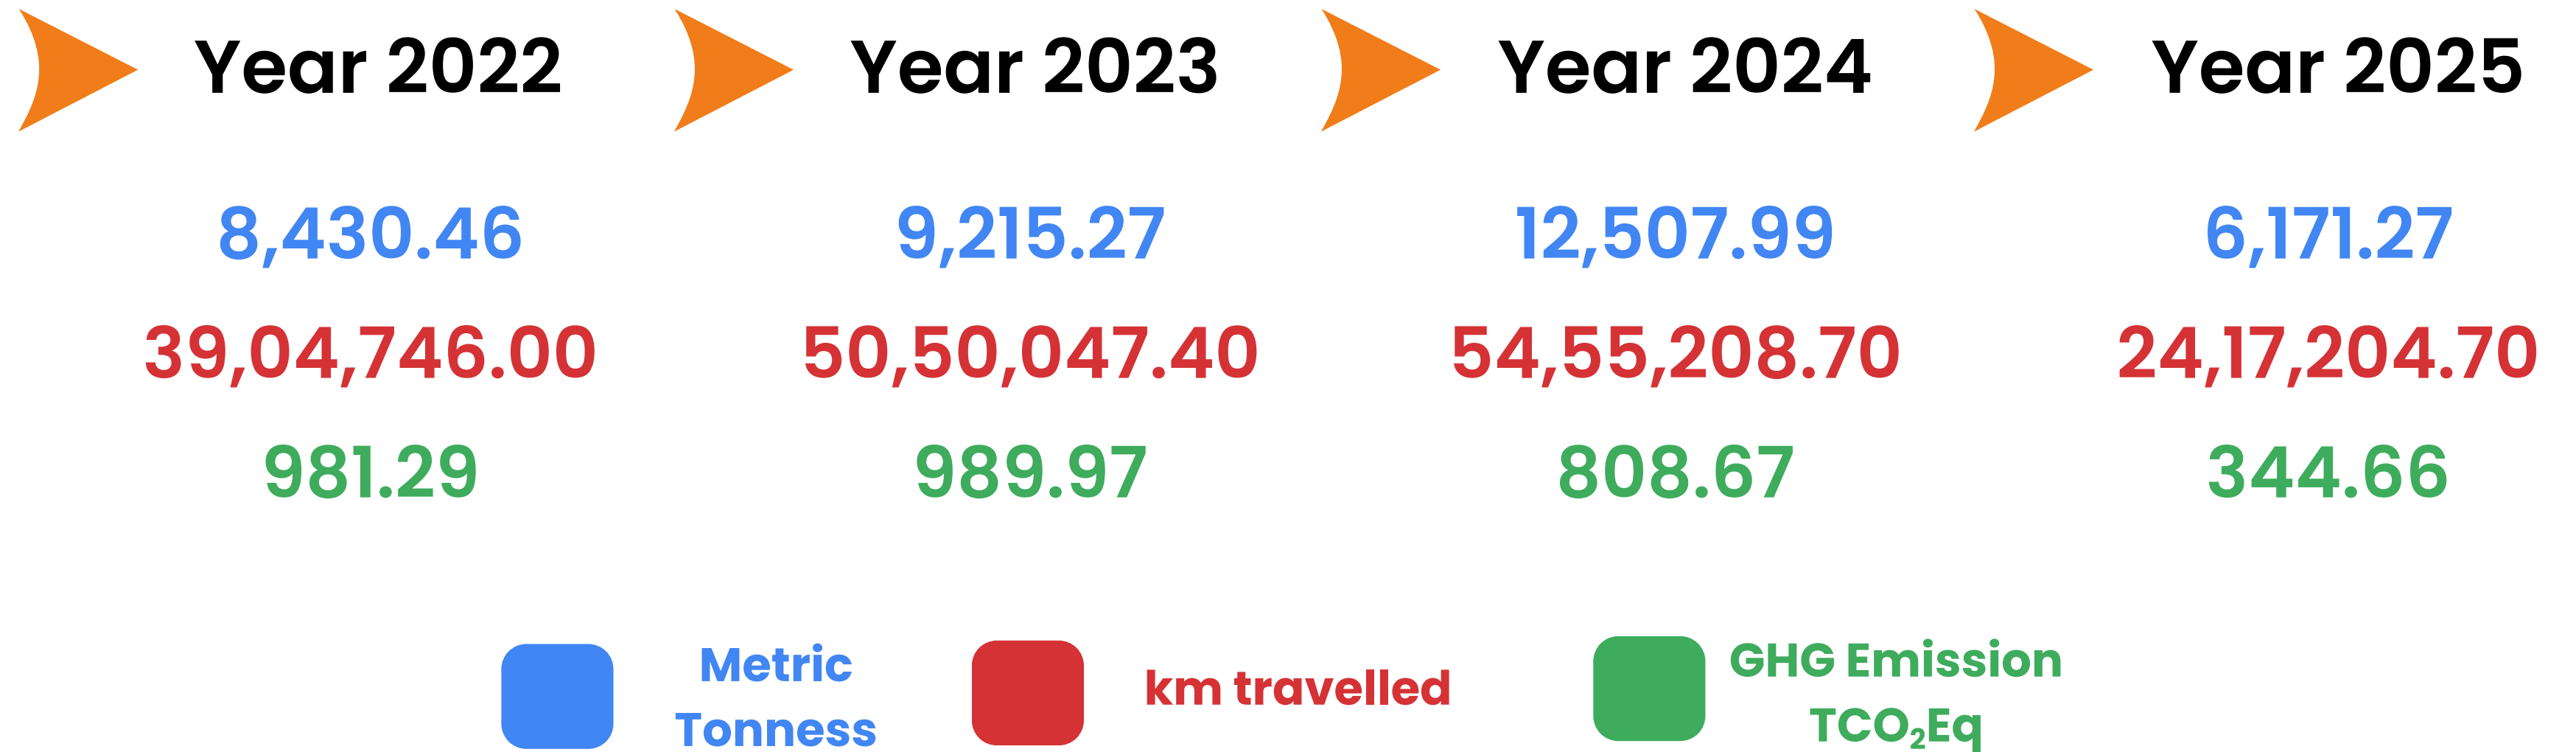 Year 2022 Year 2023 Year 2024 Year 2025
8,430.46 9,215.27 12,507.99 6,171.27
39,04,746.00 50,50,047.40 54,55,208.70 24,17,204.70
981.29 989.97 808.67 344.66
Metric
Tonness
km travelled
GHG Emission
TCO₂Eq